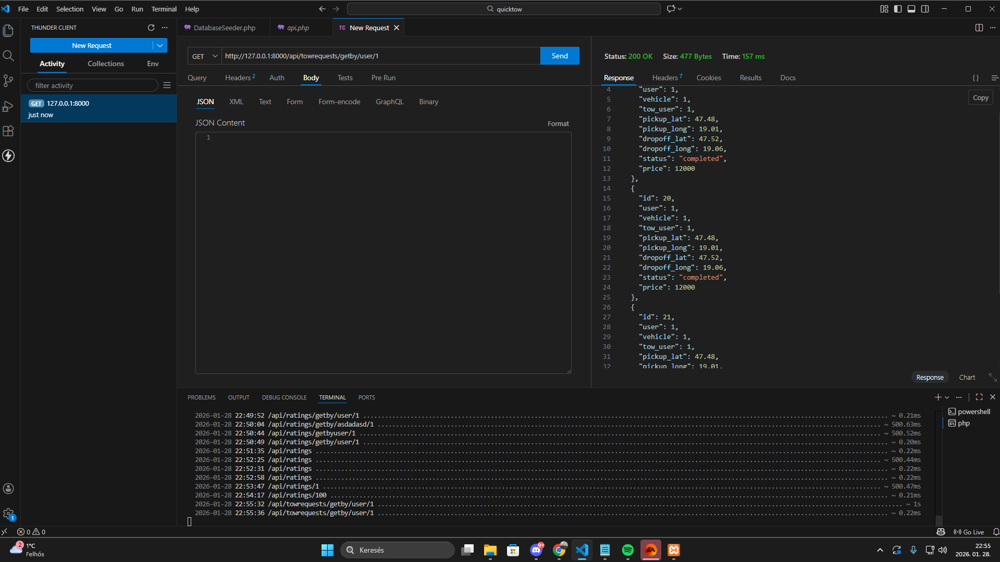 File Edit Selection View Go Run Terminal Help
quicktow
THUNDER CLIENT
New Request
Activity Collections Env
filter activity
GET 127.0.0.1:8000
just now
DatabaseSeeder.php
api.php
TC New Request
GET http://127.0.0.1:8000/api/towrequests/getby/user/1 Send
Query Headers 2 Auth Body Tests Pre Run
JSON XML Text Form Form-encode GraphQL Binary
JSON Content Format
1
Status: 200 OK Size: 477 Bytes Time: 157 ms
Response Headers 7 Cookies Results Docs {}
Copy
4 "user": 1,
5 "vehicle": 1,
6 "tow_user": 1,
7 "pickup_lat": 47.48,
8 "pickup_long": 19.01,
9 "dropoff_lat": 47.52,
10 "dropoff_long": 19.06,
11 "status": "completed",
12 "price": 12000
13 },
14 {
15 "id": 20,
16 "user": 1,
17 "vehicle": 1,
18 "tow_user": 1,
19 "pickup_lat": 47.48,
20 "pickup_long": 19.01,
21 "dropoff_lat": 47.52,
22 "dropoff_long": 19.06,
23 "status": "completed",
24 "price": 12000
25 },
26 {
27 "id": 21,
28 "user": 1,
29 "vehicle": 1,
30 "tow_user": 1,
31 "pickup_lat": 47.48,
32 "pickup_long": 19.01,
Response Chart
PROBLEMS OUTPUT DEBUG CONSOLE TERMINAL PORTS
2026-01-28 22:49:52 /api/ratings/getby/user/1 ~ 0.21ms
2026-01-28 22:50:04 /api/ratings/getby/asdadasd/1 ~ 500.63ms
2026-01-28 22:50:44 /api/ratings/getbyuser/1 ~ 500.52ms
2026-01-28 22:50:49 /api/ratings/getby/user/1 ~ 0.20ms
2026-01-28 22:51:35 /api/ratings ~ 0.22ms
2026-01-28 22:52:25 /api/ratings ~ 500.44ms
2026-01-28 22:52:31 /api/ratings ~ 0.22ms
2026-01-28 22:52:58 /api/ratings ~ 0.22ms
2026-01-28 22:53:47 /api/ratings/1 ~ 500.47ms
2026-01-28 22:54:17 /api/ratings/100 ~ 0.21ms
2026-01-28 22:55:32 /api/towrequests/getby/user/1 ~ 1s
2026-01-28 22:55:36 /api/towrequests/getby/user/1 ~ 0.22ms
powershell
php
1
0 0
Go Live
2
1°C
Felhős
Keresés
9+
EA
22:55
2026. 01. 28.